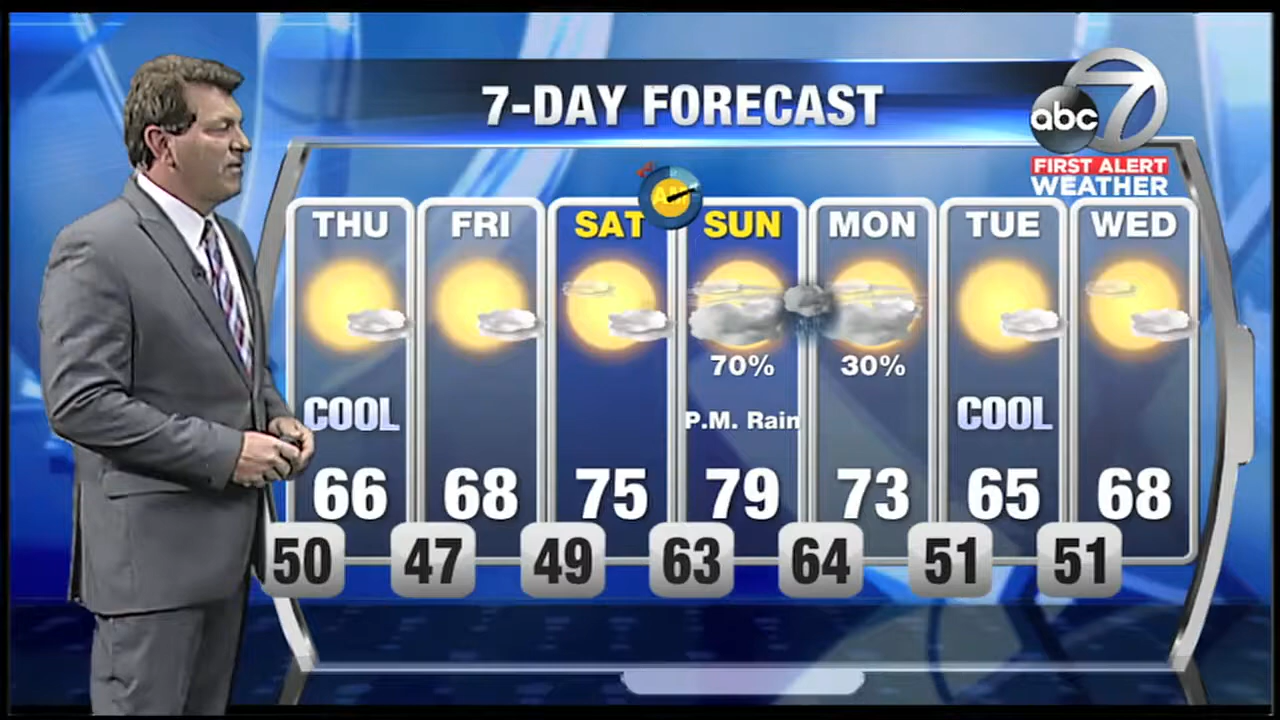 7-DAY FORECAST
abc 7
FIRST ALERT
WEATHER
AM
THU FRI SAT SUN MON TUE WED
70% 30%
COOL P.M. Rain COOL
66 68 75 79 73 65 68
50 47 49 63 64 51 51